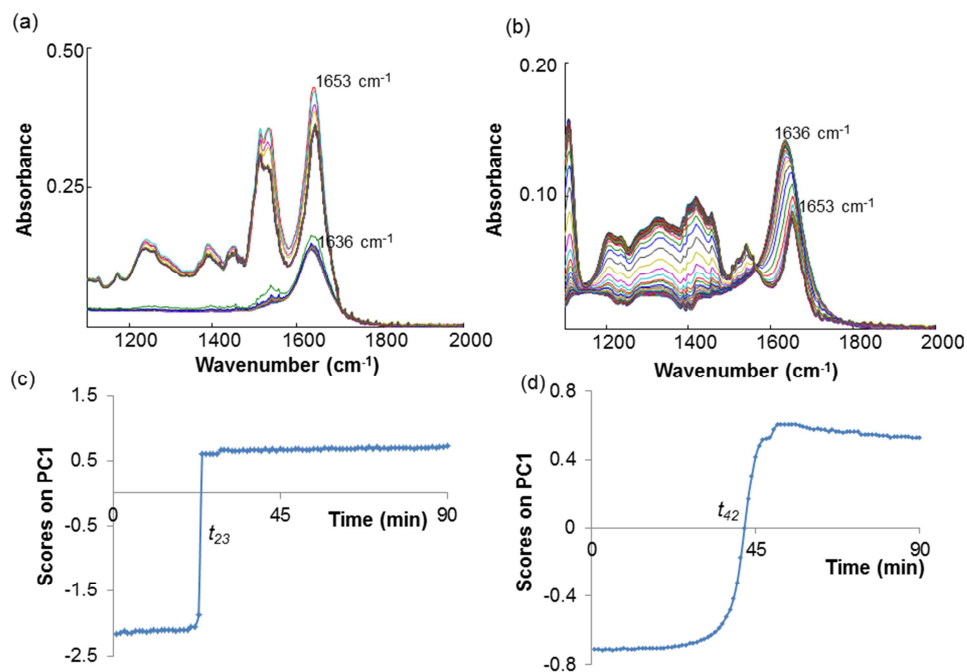 (a)
0.50
0.25
Absorbance
1653 cm-1
1636 cm-1
1200 1400 1600 1800 2000
Wavenumber (cm-1)
(b)
0.20
0.10
Absorbance
1636 cm-1
1653 cm-1
1200 1400 1600 1800 2000
Wavenumber (cm-1)
(c)
1.5
0.5
-0.5
-1.5
-2.5
Scores on PC1
0 45 90
Time (min)
t23
(d)
0.8
0.4
0
-0.4
-0.8
Scores on PC1
0 45 90
Time (min)
t42